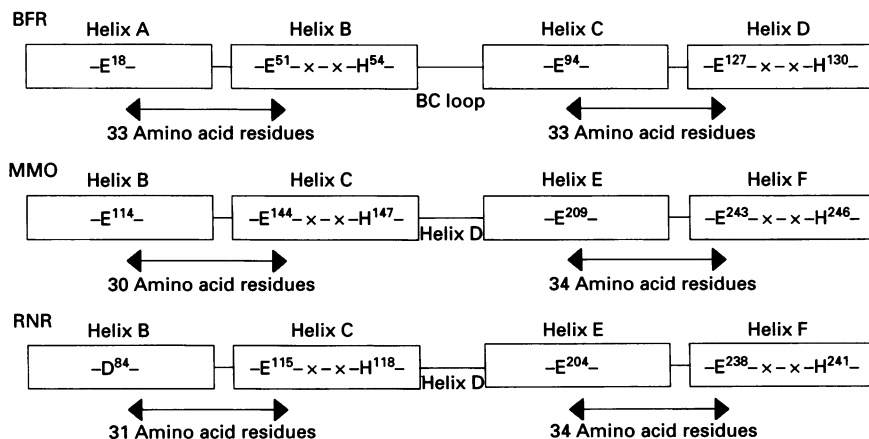 BFR
Helix A Helix B Helix C Helix D
–E¹⁸– –E⁵¹–×–×–H⁵⁴– –E⁹⁴– –E¹²⁷–×–×–H¹³⁰–
BC loop
33 Amino acid residues 33 Amino acid residues
MMO
Helix B Helix C Helix E Helix F
–E¹¹⁴– –E¹⁴⁴–×–×–H¹⁴⁷– –E²⁰⁹– –E²⁴³–×–×–H²⁴⁶–
Helix D
30 Amino acid residues 34 Amino acid residues
RNR
Helix B Helix C Helix E Helix F
–D⁸⁴– –E¹¹⁵–×–×–H¹¹⁸– –E²⁰⁴– –E²³⁸–×–×–H²⁴¹–
Helix D
31 Amino acid residues 34 Amino acid residues